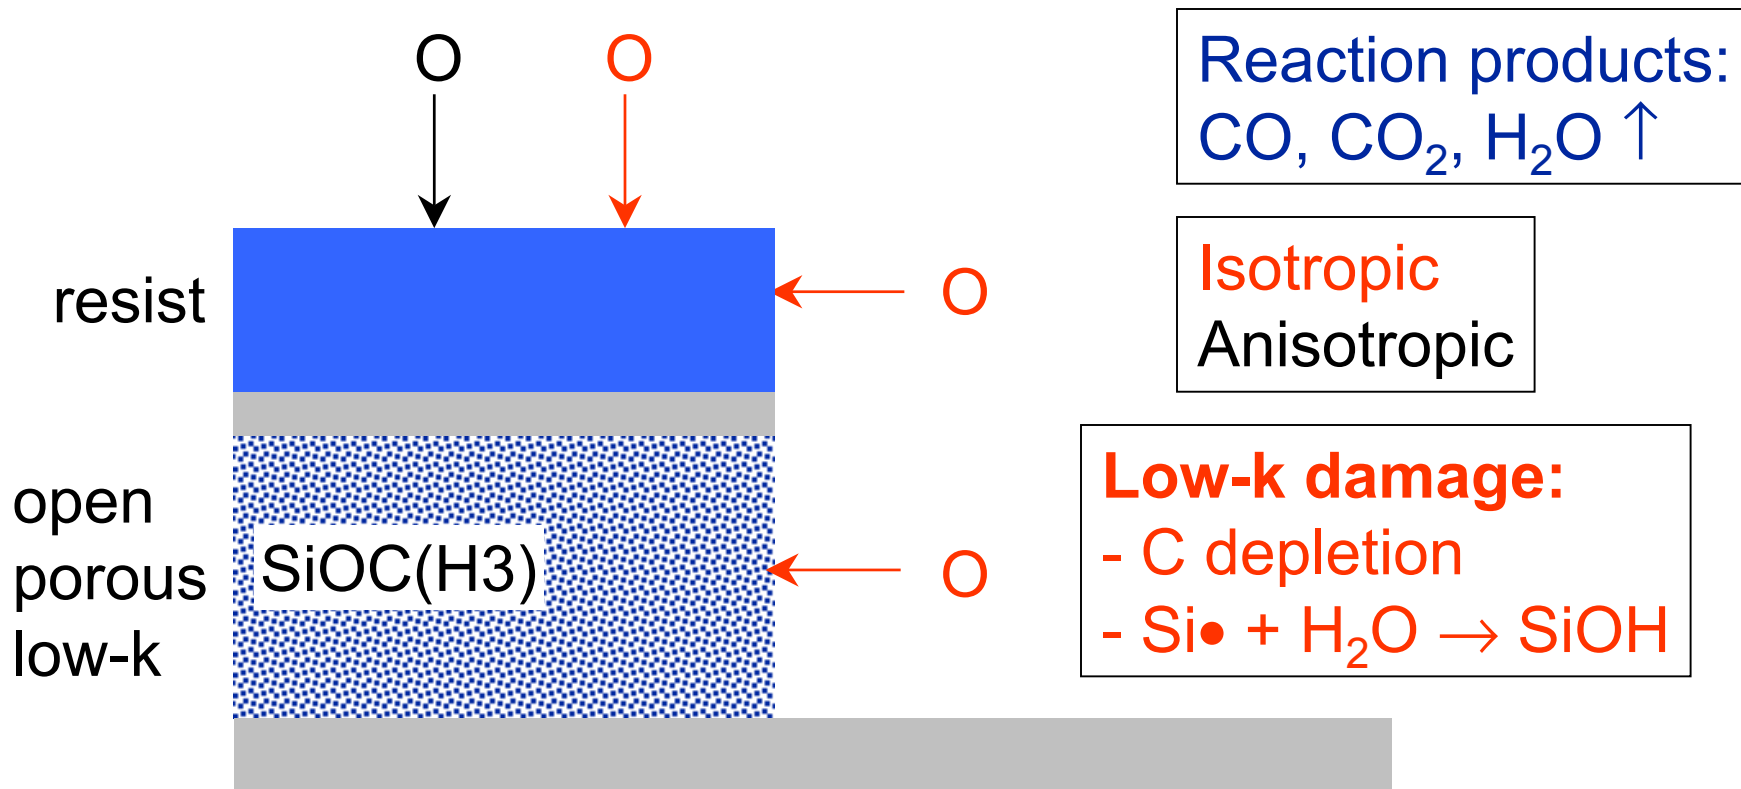 O
O
Reaction products:
CO, CO₂, H₂O ↑
resist
O
Isotropic
Anisotropic
open
porous
low-k
SiOC(H3)
O
Low-k damage:
- C depletion
- Si● + H₂O → SiOH